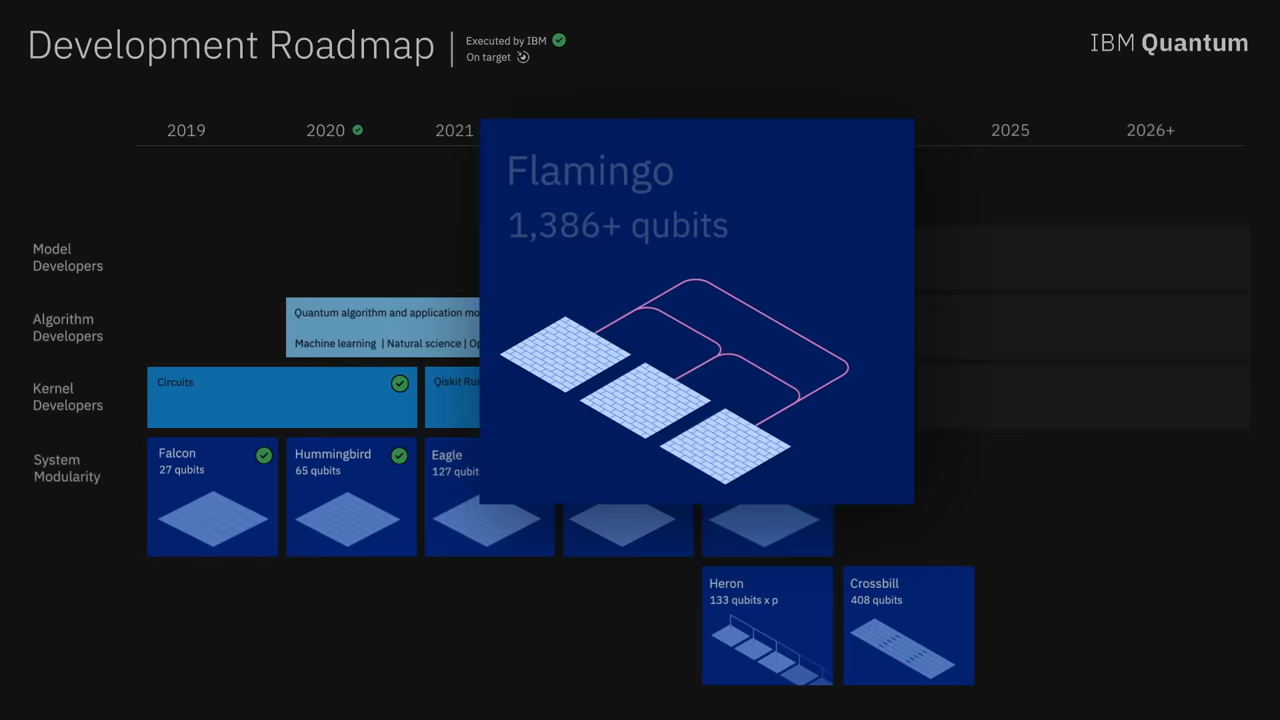 Development Roadmap
Executed by IBM
On target
IBM Quantum
2019
2020
2021
2025
2026+
Flamingo
1,386+ qubits
Model
Developers
Algorithm
Developers
Quantum algorithm and application mo
Machine learning | Natural science | Op
Kernel
Developers
Circuits
Qiskit Run
System
Modularity
Falcon
27 qubits
Hummingbird
65 qubits
Eagle
127 qubit
Heron
133 qubits x p
Crossbill
408 qubits